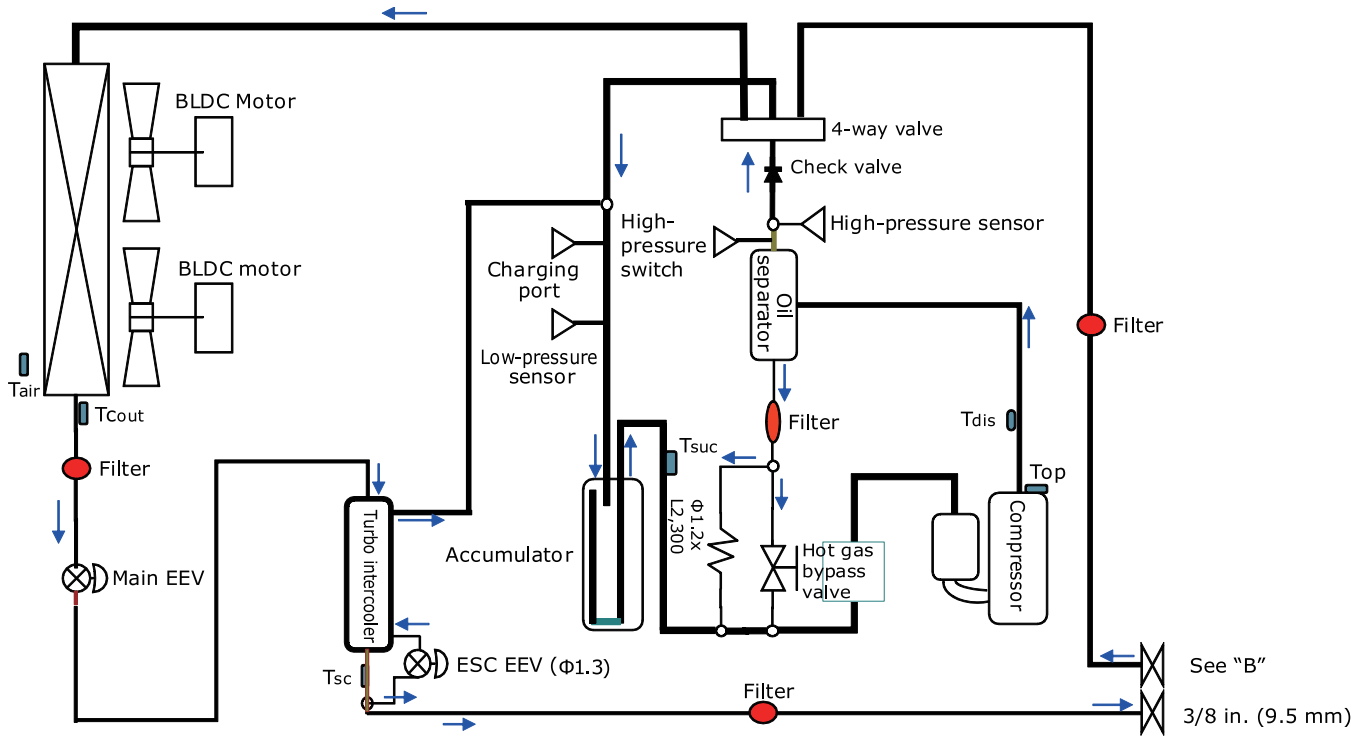 BLDC Motor
4-way valve
Check valve
High-pressure sensor
High-
pressure
switch
Charging
port
BLDC motor
Oil
separator
Filter
Low-pressure
sensor
Tair
Tcout
Filter
Tdis
Tsuc
Filter
Top
Φ1.2x
L2,300
Turbo intercooler
Accumulator
Hot gas
bypass
valve
Compressor
Main EEV
ESC EEV (Φ1.3)
Tsc
See “B”
Filter
3/8 in. (9.5 mm)